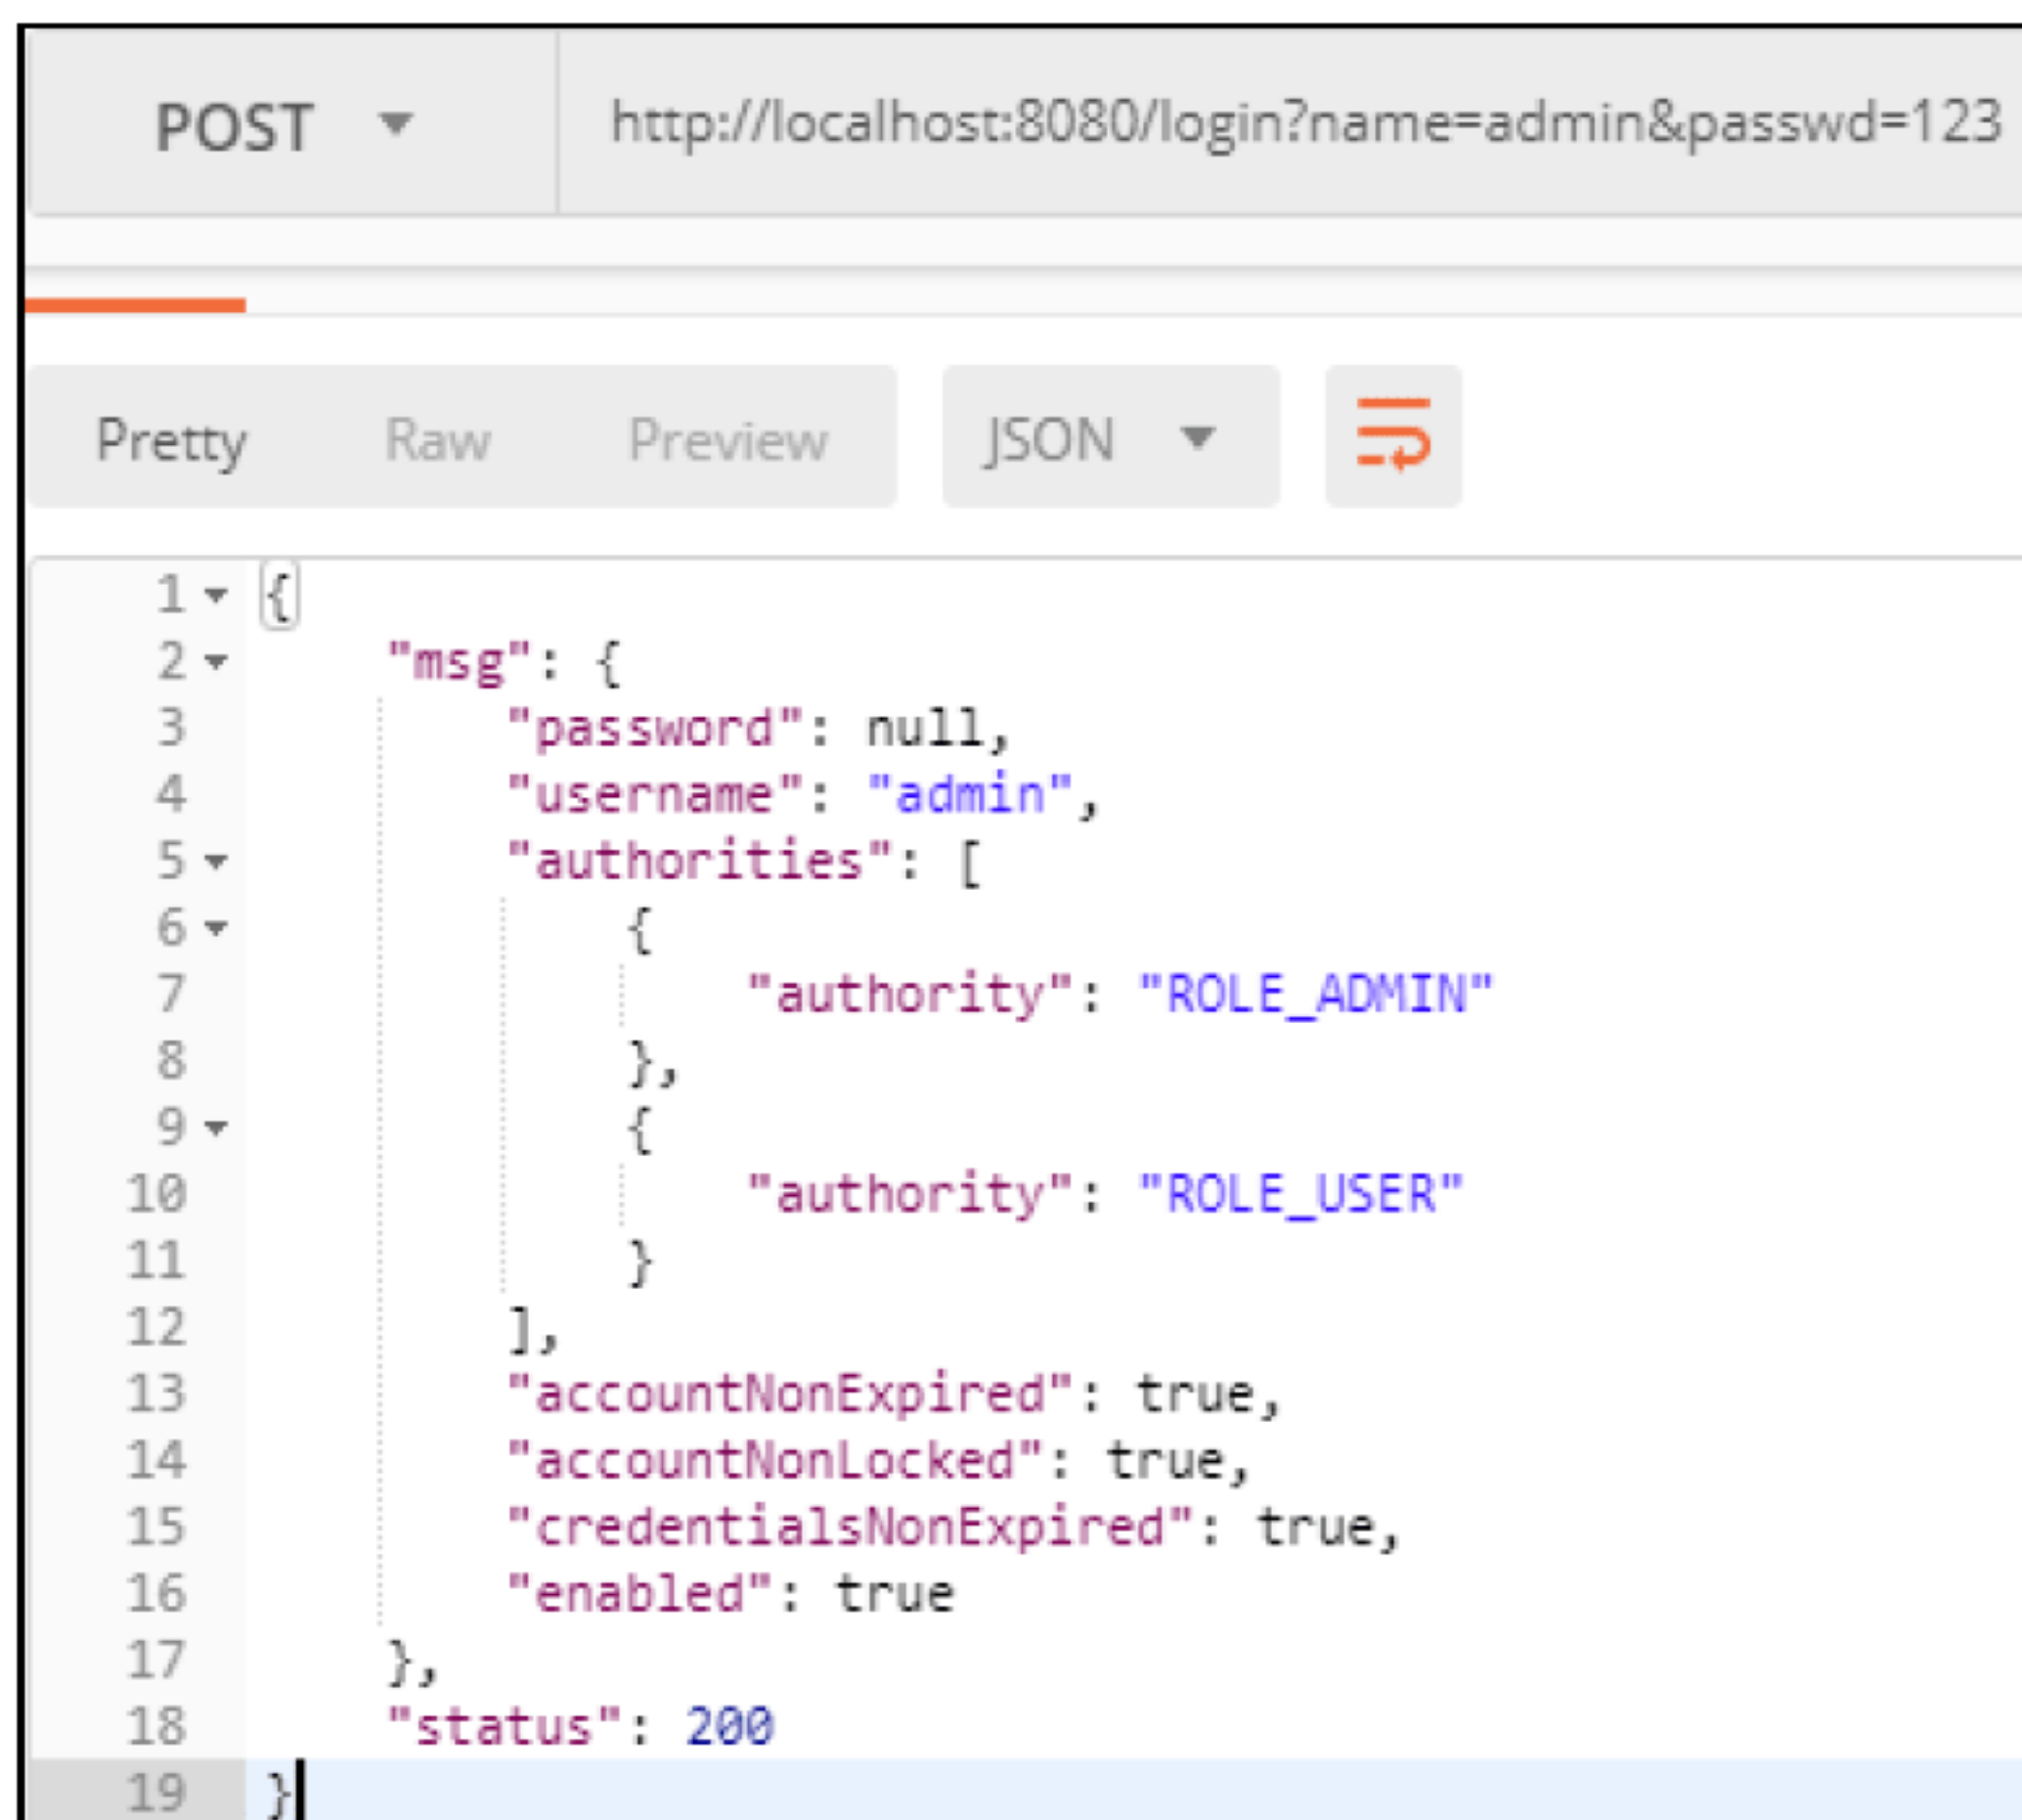 POST http://localhost:8080/login?name=admin&passwd=123
Pretty Raw Preview JSON
1 {
2 "msg": {
3 "password": null,
4 "username": "admin",
5 "authorities": [
6 {
7 "authority": "ROLE_ADMIN"
8 },
9 {
10 "authority": "ROLE_USER"
11 }
12 ],
13 "accountNonExpired": true,
14 "accountNonLocked": true,
15 "credentialsNonExpired": true,
16 "enabled": true
17 },
18 "status": 200
19 }